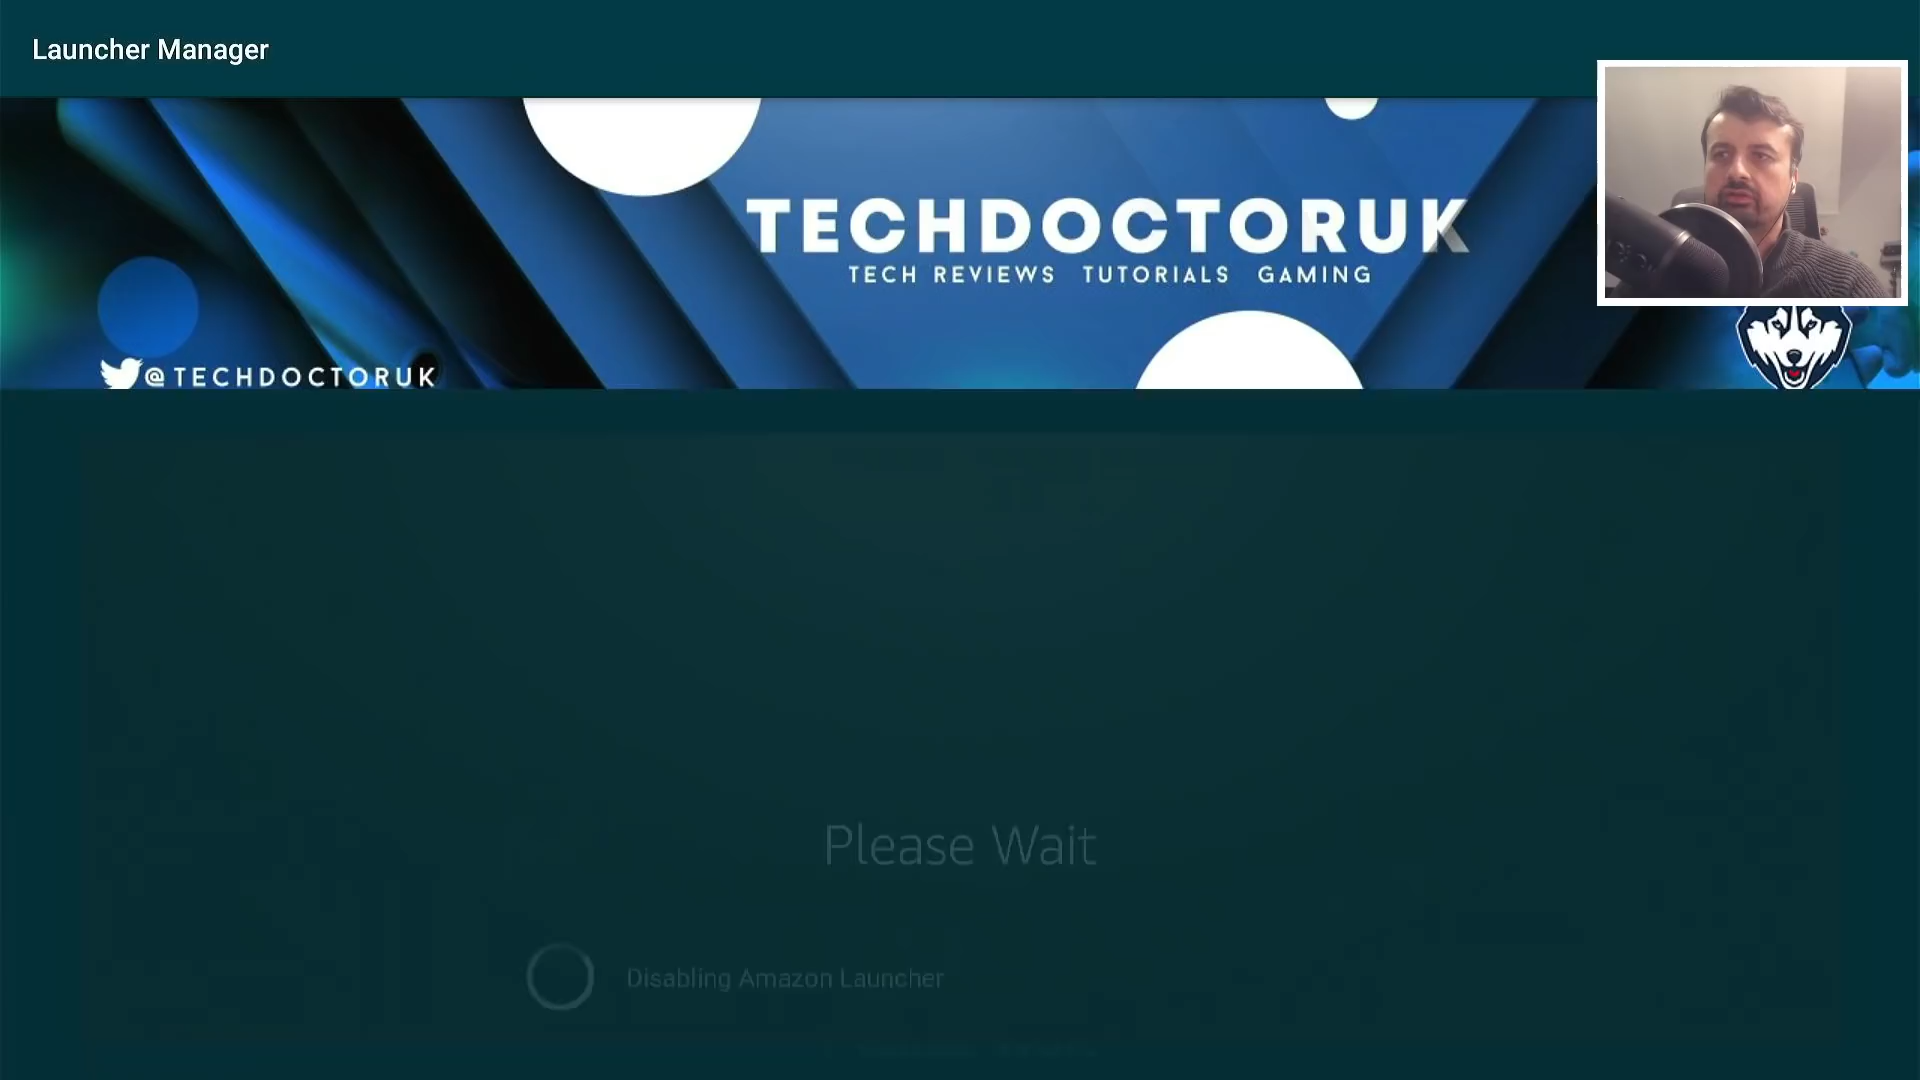 Launcher Manager
TECHDOCTORUK
TECH REVIEWS TUTORIALS GAMING
@TECHDOCTORUK
Please Wait
Disabling Amazon Launcher